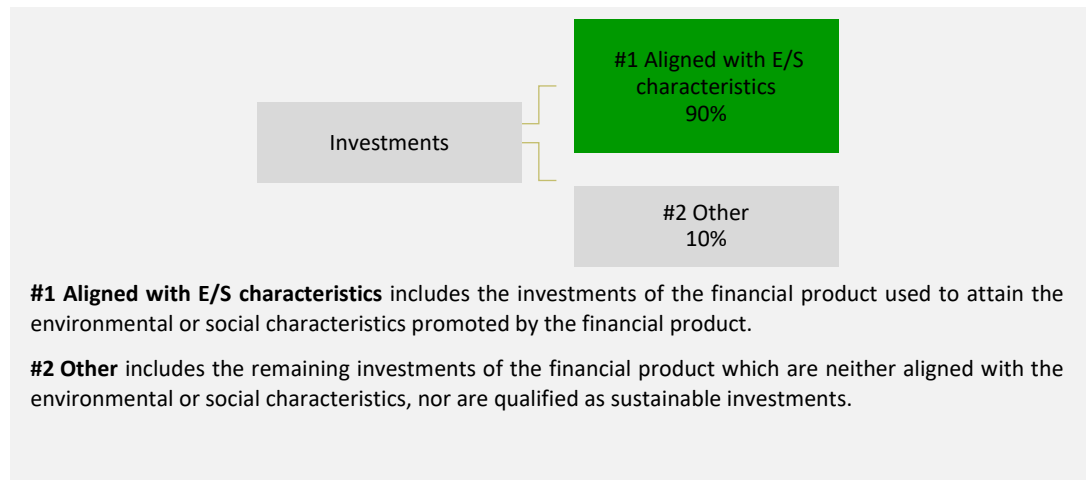 #1 Aligned with E/S
characteristics
90%
Investments
#2 Other
10%
#1 Aligned with E/S characteristics includes the investments of the financial product used to attain the
environmental or social characteristics promoted by the financial product.
#2 Other includes the remaining investments of the financial product which are neither aligned with the
environmental or social characteristics, nor are qualified as sustainable investments.